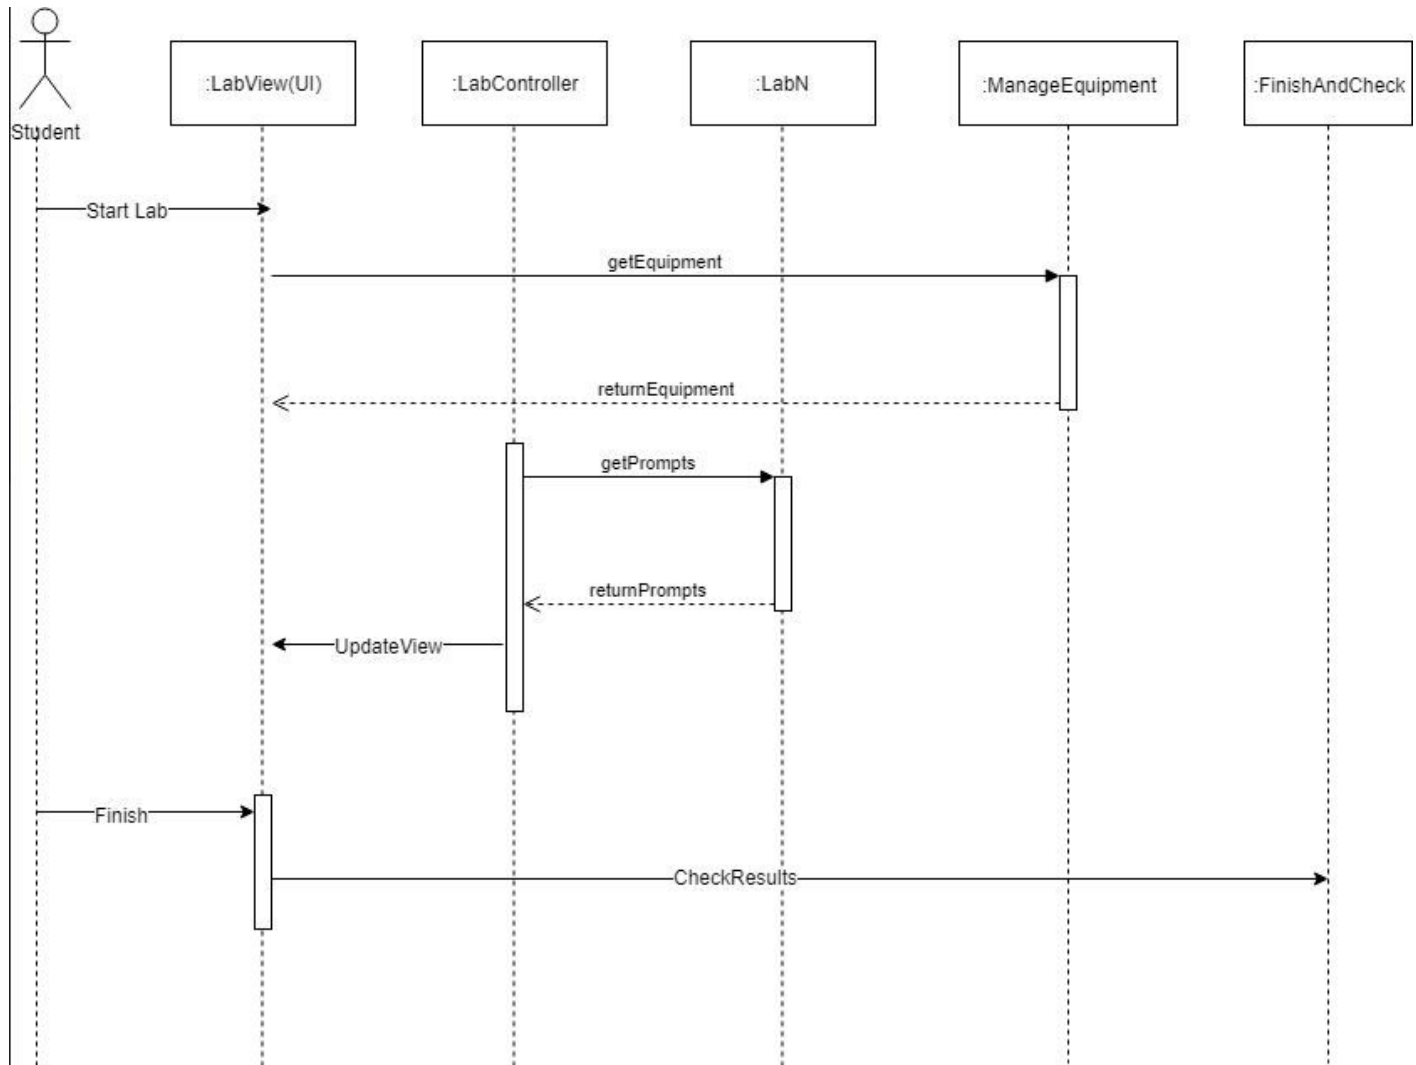 Student
:LabView(UI)
:LabController
:LabN
:ManageEquipment
:FinishAndCheck
Start Lab
getEquipment
returnEquipment
getPrompts
returnPrompts
UpdateView
Finish
CheckResults